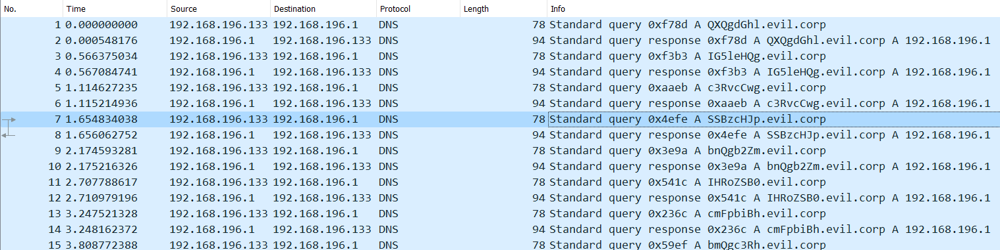 No. Time Source Destination Protocol Length Info
1 0.000000000 192.168.196.133 192.168.196.1 DNS 78 Standard query 0xf78d A QXQgdGhl.evil.corp
2 0.000548176 192.168.196.1 192.168.196.133 DNS 94 Standard query response 0xf78d A QXQgdGhl.evil.corp A 192.168.196.1
3 0.566375034 192.168.196.133 192.168.196.1 DNS 78 Standard query 0xf3b3 A IG5leHQg.evil.corp
4 0.567084741 192.168.196.1 192.168.196.133 DNS 94 Standard query response 0xf3b3 A IG5leHQg.evil.corp A 192.168.196.1
5 1.114627235 192.168.196.133 192.168.196.1 DNS 78 Standard query 0xaaeb A c3RvcCwg.evil.corp
6 1.115214936 192.168.196.1 192.168.196.133 DNS 94 Standard query response 0xaaeb A c3RvcCwg.evil.corp A 192.168.196.1
7 1.654834038 192.168.196.133 192.168.196.1 DNS 78 Standard query 0x4efe A SSBzcHJp.evil.corp
8 1.656062752 192.168.196.1 192.168.196.133 DNS 94 Standard query response 0x4efe A SSBzcHJp.evil.corp A 192.168.196.1
9 2.174593281 192.168.196.133 192.168.196.1 DNS 78 Standard query 0x3e9a A bnQgb2Zm.evil.corp
10 2.175216326 192.168.196.1 192.168.196.133 DNS 94 Standard query response 0x3e9a A bnQgb2Zm.evil.corp A 192.168.196.1
11 2.707788617 192.168.196.133 192.168.196.1 DNS 78 Standard query 0x541c A IHRoZSB0.evil.corp
12 2.710979196 192.168.196.1 192.168.196.133 DNS 94 Standard query response 0x541c A IHRoZSB0.evil.corp A 192.168.196.1
13 3.247521328 192.168.196.133 192.168.196.1 DNS 78 Standard query 0x236c A cmFpbiBh.evil.corp
14 3.248162372 192.168.196.1 192.168.196.133 DNS 94 Standard query response 0x236c A cmFpbiBh.evil.corp A 192.168.196.1
15 3.808772388 192.168.196.133 192.168.196.1 DNS 78 Standard query 0x59ef A bmQgc3Rh.evil.corp